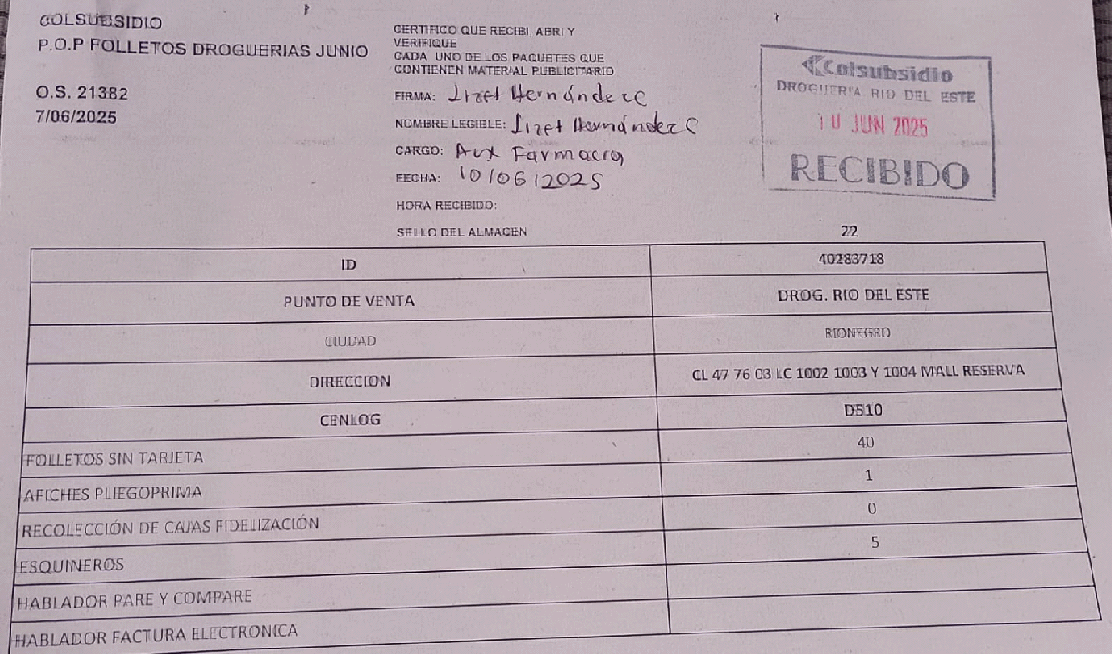 COLSUBSIDIO
P.O.P FOLLETOS DROGUERIAS JUNIO
O.S. 21382
7/06/2025
CERTIFICO QUE RECIBI ABRI Y
VERIFIQUE
CADA UNO DE LOS PAQUETES QUE
CONTIENEN MATERIAL PUBLICITARIO
FIRMA: Lizet Hernández C
NOMBRE LEGIBLE: Lizet Hernández C
CARGO: Aux Farmacia
FECHA: 10/06/2025
HORA RECIBIDO:
SELLO DEL ALMACEN
Colsubsidio
DROGUERIA RIO DEL ESTE
10 JUN 2025
RECIBIDO
22
ID 40283718
PUNTO DE VENTA DROG. RIO DEL ESTE
CIUDAD RIONEGRO
DIRECCION CL 47 76 03 LC 1002 1003 Y 1004 MALL RESERVA
CENLOG D510
FOLLETOS SIN TARJETA 40
AFICHES PLIEGOPRIMA 1
RECOLECCIÓN DE CAJAS FIDELIZACIÓN 0
ESQUINEROS 5
HABLADOR PARE Y COMPARE
HABLADOR FACTURA ELECTRONICA